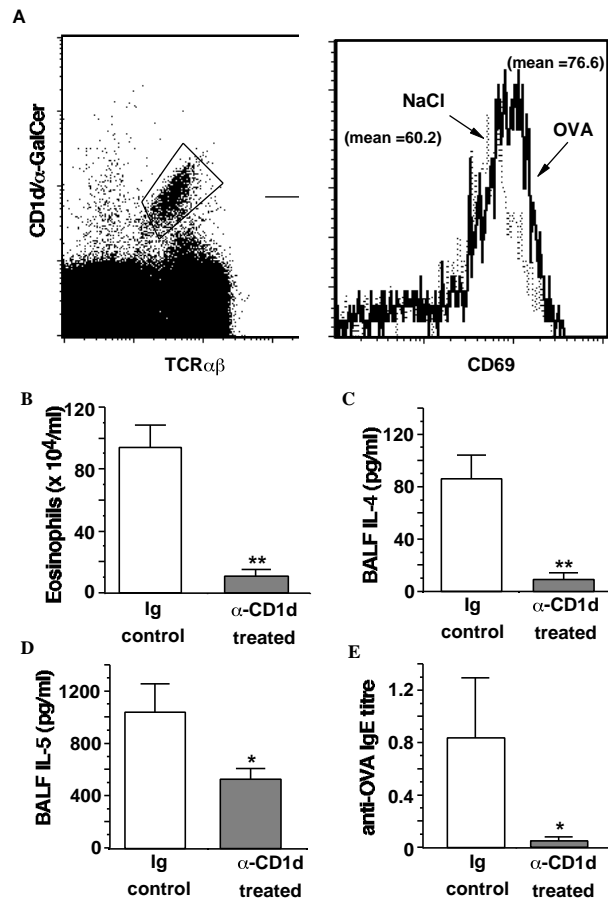 A
CD1d/α-GalCer
TCRαβ
(mean =76.6)
NaCl
(mean =60.2)
OVA
CD69
B
Eosinophils (x 10⁴/ml)
120
80
40
0
Ig
control
α-CD1d
treated
**
C
BALF IL-4 (pg/ml)
120
80
40
0
Ig
control
α-CD1d
treated
**
D
BALF IL-5 (pg/ml)
1200
800
400
0
Ig
control
α-CD1d
treated
*
E
anti-OVA IgE titre
1.2
0.8
0.4
0
Ig
control
α-CD1d
treated
*